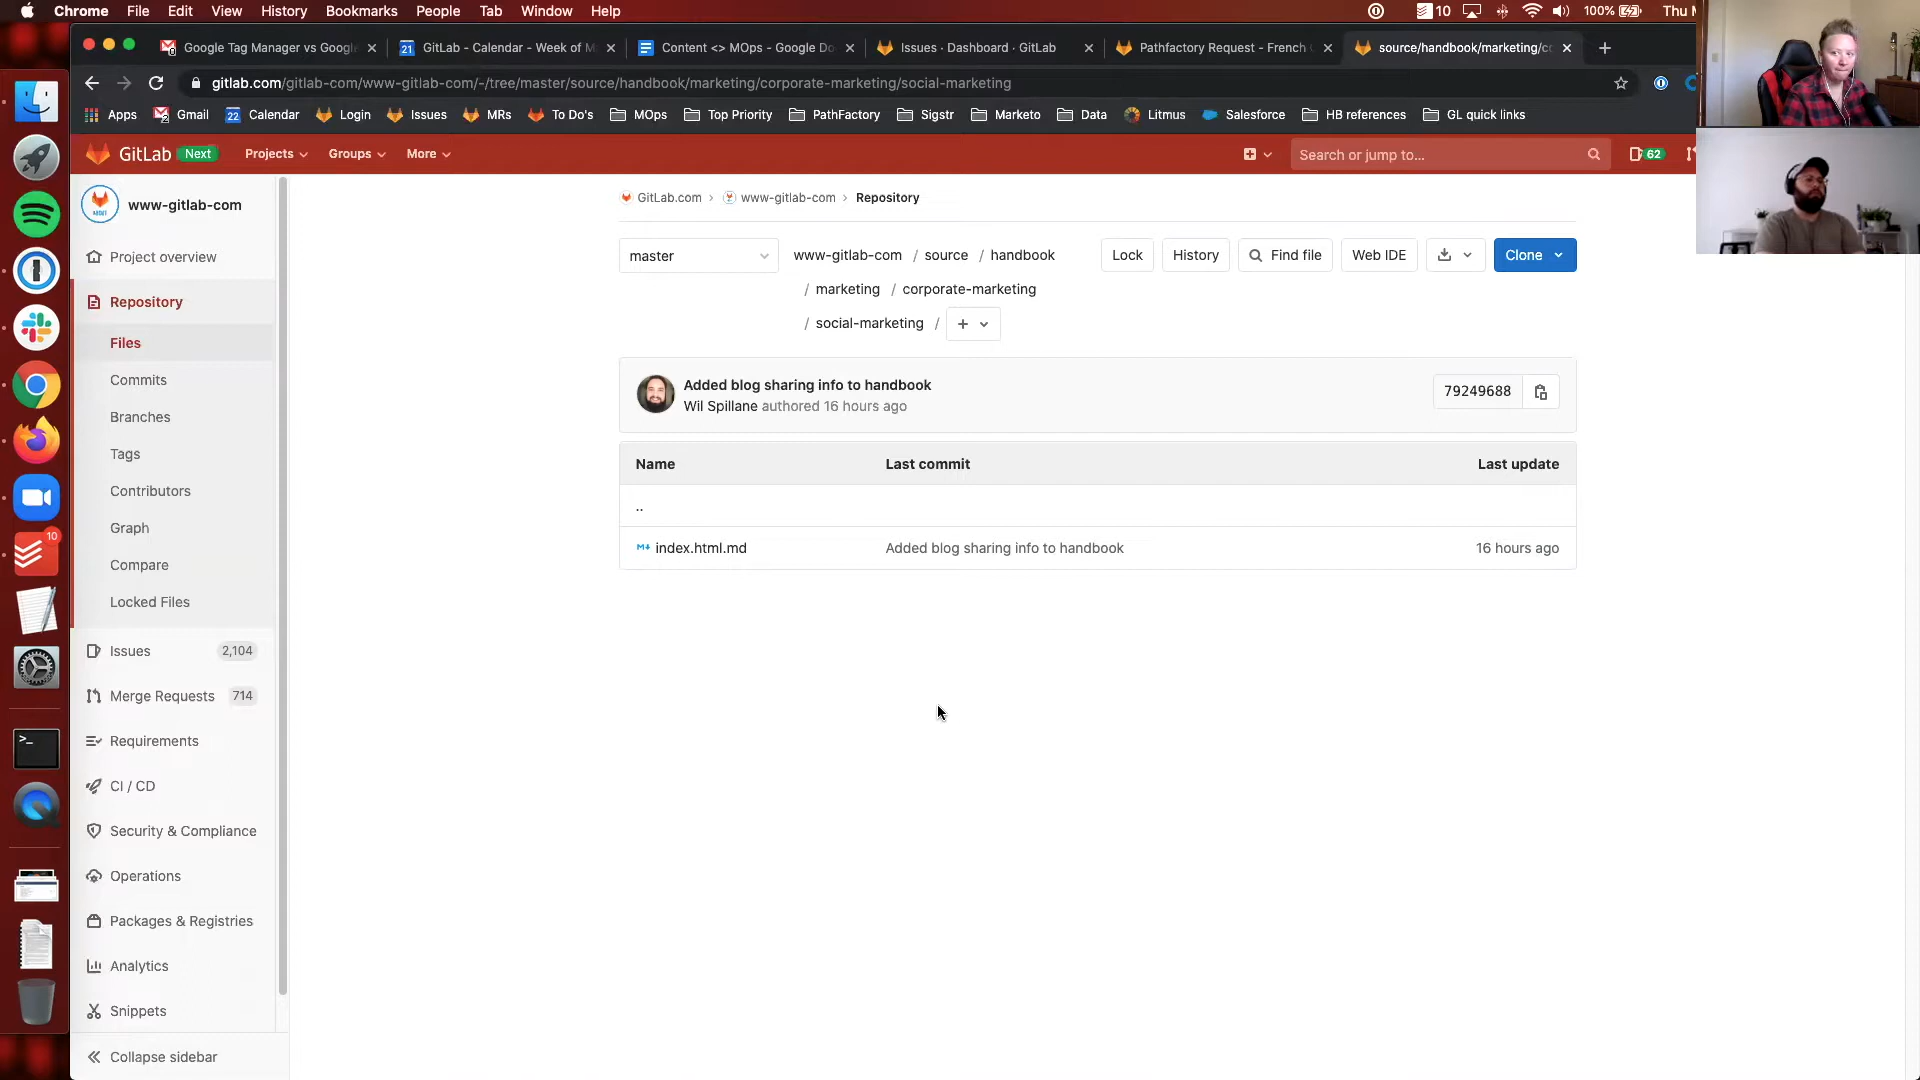 Chrome File Edit View History Bookmarks People Tab Window Help 10 100% Thu
Google Tag Manager vs Googl
21 GitLab - Calendar - Week of M
Content <> MOps - Google Do
Issues · Dashboard · GitLab
Pathfactory Request - French
source/handbook/marketing/co
gitlab.com/gitlab-com/www-gitlab-com/-/tree/master/source/handbook/marketing/corporate-marketing/social-marketing
Apps Gmail 22 Calendar Login Issues MRs To Do's MOps Top Priority PathFactory Sigstr Marketo Data Litmus Salesforce HB references GL quick links
GitLab Next Projects Groups More Search or jump to... 62
www-gitlab-com
Project overview
Repository
Files
Commits
Branches
Tags
Contributors
Graph
Compare
Locked Files
Issues 2,104
Merge Requests 714
Requirements
CI / CD
Security & Compliance
Operations
Packages & Registries
Analytics
Snippets
Collapse sidebar
GitLab.com › www-gitlab-com › Repository
master
www-gitlab-com / source / handbook
/ marketing / corporate-marketing
/ social-marketing / +
Lock History Find file Web IDE Clone
Added blog sharing info to handbook
Wil Spillane authored 16 hours ago
79249688
Name Last commit Last update
..
M↓ index.html.md Added blog sharing info to handbook 16 hours ago
10
>_